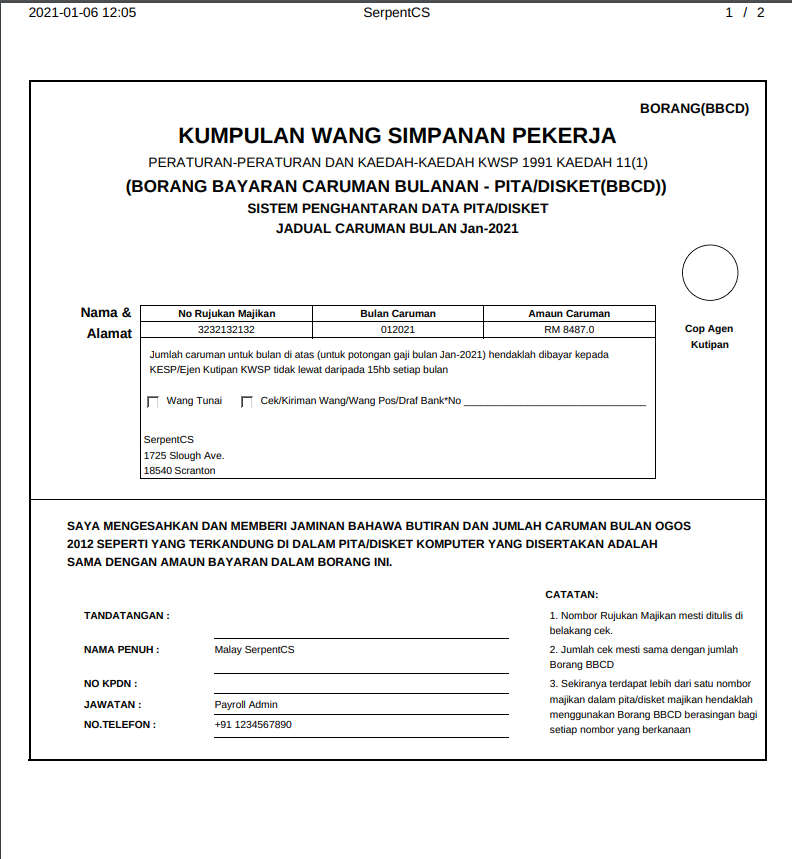 2021-01-06 12:05 SerpentCS 1 / 2
BORANG(BBCD)
KUMPULAN WANG SIMPANAN PEKERJA
PERATURAN-PERATURAN DAN KAEDAH-KAEDAH KWSP 1991 KAEDAH 11(1)
(BORANG BAYARAN CARUMAN BULANAN - PITA/DISKET(BBCD))
SISTEM PENGHANTARAN DATA PITA/DISKET
JADUAL CARUMAN BULAN Jan-2021
Nama &
Alamat
No Rujukan Majikan Bulan Caruman Amaun Caruman
3232132132 012021 RM 8487.0
Jumlah caruman untuk bulan di atas (untuk potongan gaji bulan Jan-2021) hendaklah dibayar kepada
KESP/Ejen Kutipan KWSP tidak lewat daripada 15hb setiap bulan
Wang Tunai Cek/Kiriman Wang/Wang Pos/Draf Bank*No ________________________________
SerpentCS
1725 Slough Ave.
18540 Scranton
Cop Agen
Kutipan
SAYA MENGESAHKAN DAN MEMBERI JAMINAN BAHAWA BUTIRAN DAN JUMLAH CARUMAN BULAN OGOS
2012 SEPERTI YANG TERKANDUNG DI DALAM PITA/DISKET KOMPUTER YANG DISERTAKAN ADALAH
SAMA DENGAN AMAUN BAYARAN DALAM BORANG INI.
TANDATANGAN :
NAMA PENUH : Malay SerpentCS
NO KPDN :
JAWATAN : Payroll Admin
NO.TELEFON : +91 1234567890
CATATAN:
1. Nombor Rujukan Majikan mesti ditulis di
belakang cek.
2. Jumlah cek mesti sama dengan jumlah
Borang BBCD
3. Sekiranya terdapat lebih dari satu nombor
majikan dalam pita/disket majikan hendaklah
menggunakan Borang BBCD berasingan bagi
setiap nombor yang berkanaan